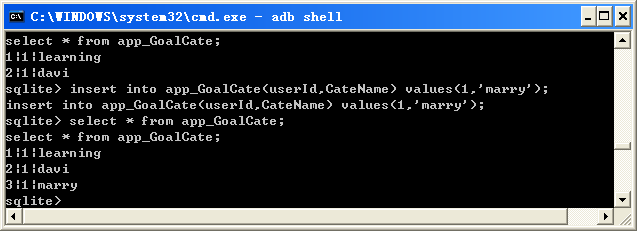 C:\WINDOWS\system32\cmd.exe - adb shell
select * from app_GoalCate;
1|1|learning
2|1|davi
sqlite> insert into app_GoalCate(userId,CateName) values(1,'marry');
insert into app_GoalCate(userId,CateName) values(1,'marry');
sqlite> select * from app_GoalCate;
select * from app_GoalCate;
1|1|learning
2|1|davi
3|1|marry
sqlite>